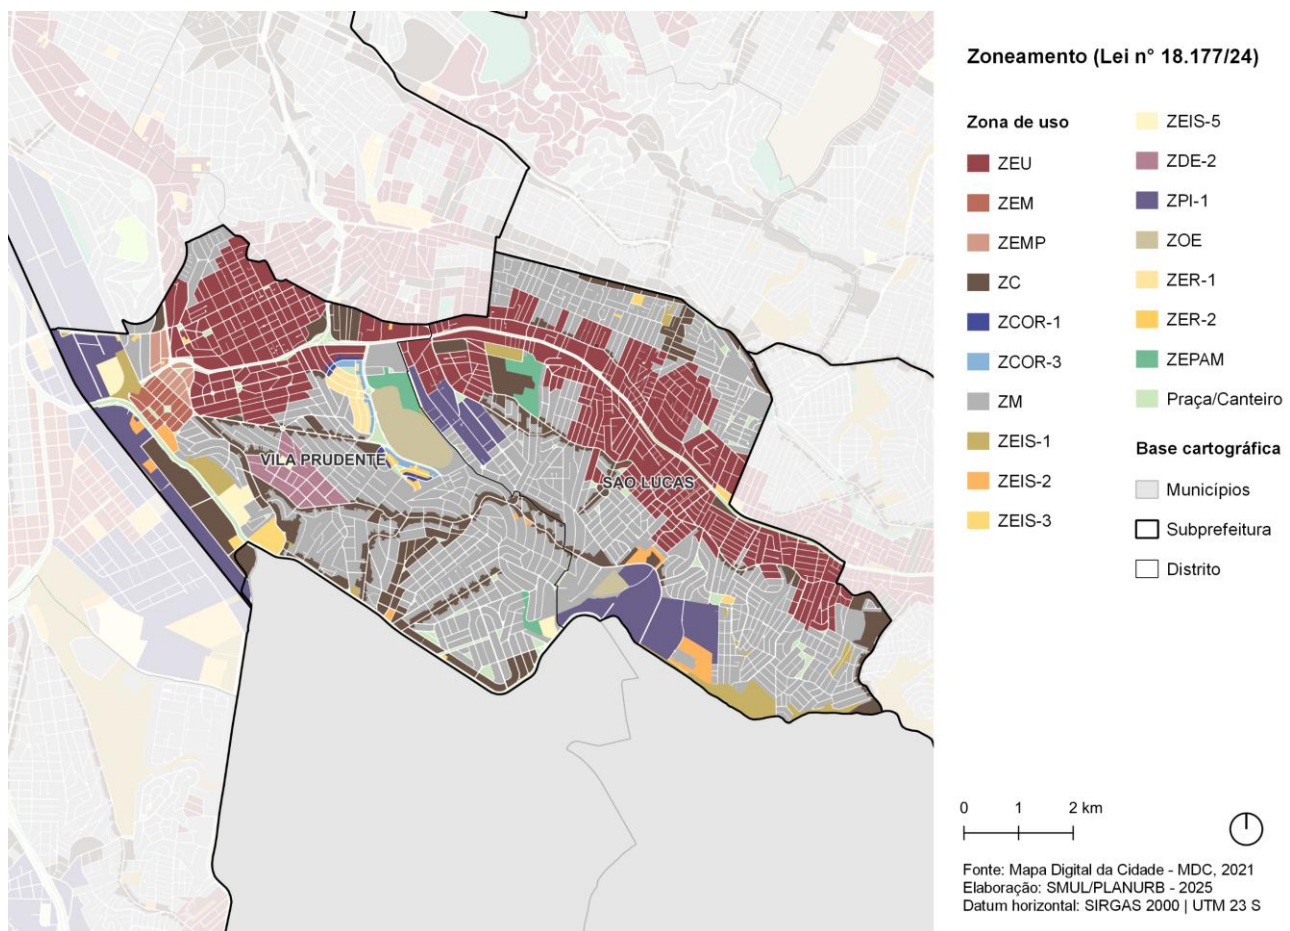 Zoneamento (Lei n° 18.177/24)
Zona de uso
ZEU
ZEM
ZEMP
ZC
ZCOR-1
ZCOR-3
ZM
ZEIS-1
ZEIS-2
ZEIS-3
ZEIS-5
ZDE-2
ZPI-1
ZOE
ZER-1
ZER-2
ZEPAM
Praça/Canteiro
Base cartográfica
Municípios
Subprefeitura
Distrito
VILA PRUDENTE
SAO LUCAS
0 1 2 km
Fonte: Mapa Digital da Cidade - MDC, 2021
Elaboração: SMUL/PLANURB - 2025
Datum horizontal: SIRGAS 2000 | UTM 23 S